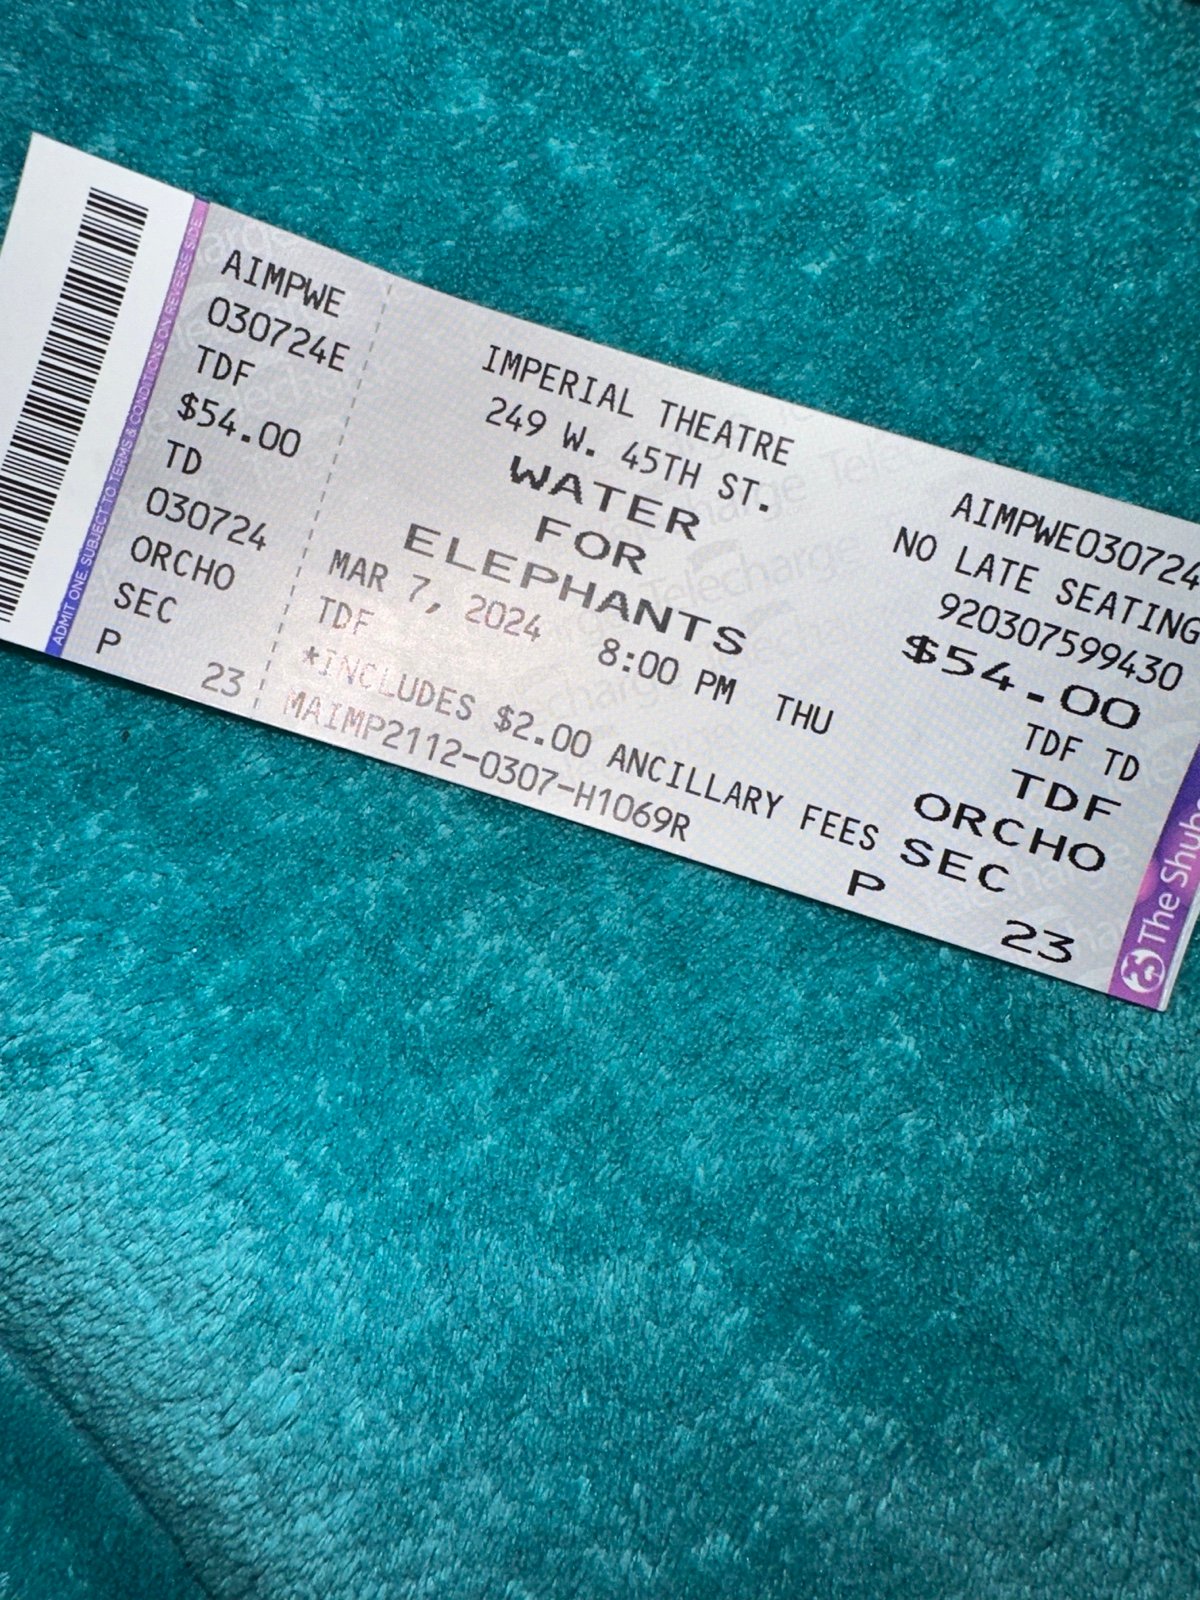 ADMIT ONE. SUBJECT TO TERMS & CONDITIONS ON REVERSE SIDE
AIMPWE
030724E
TDF
$54.00
TD
030724
ORCHO
SEC
P
23
IMPERIAL THEATRE
249 W. 45TH ST.
WATER
FOR
ELEPHANTS
MAR 7, 2024 8:00 PM THU
TDF
*INCLUDES $2.00 ANCILLARY FEES
MAIMP2112-0307-H1069R
AIMPWE030724
NO LATE SEATING
920307599430
$54.00
TDF TD
TDF
ORCHO
SEC
P 23
The Shub
Telecharge
Telecharge